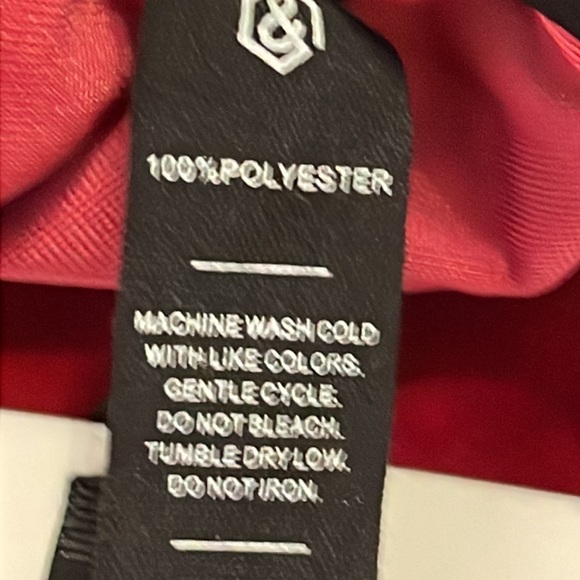 &
100% POLYESTER
MACHINE WASH COLD
WITH LIKE COLORS.
GENTLE CYCLE.
DO NOT BLEACH.
TUMBLE DRY LOW.
DO NOT IRON.